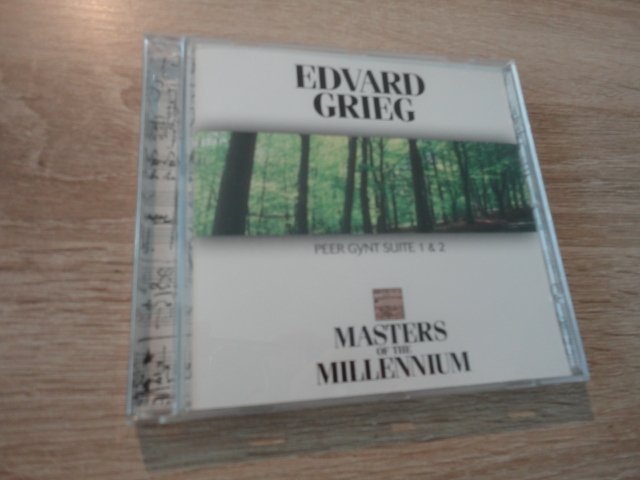 EDVARD
GRIEG
PEER GYNT SUITE 1 & 2
MASTERS
OF THE
MILLENNIUM